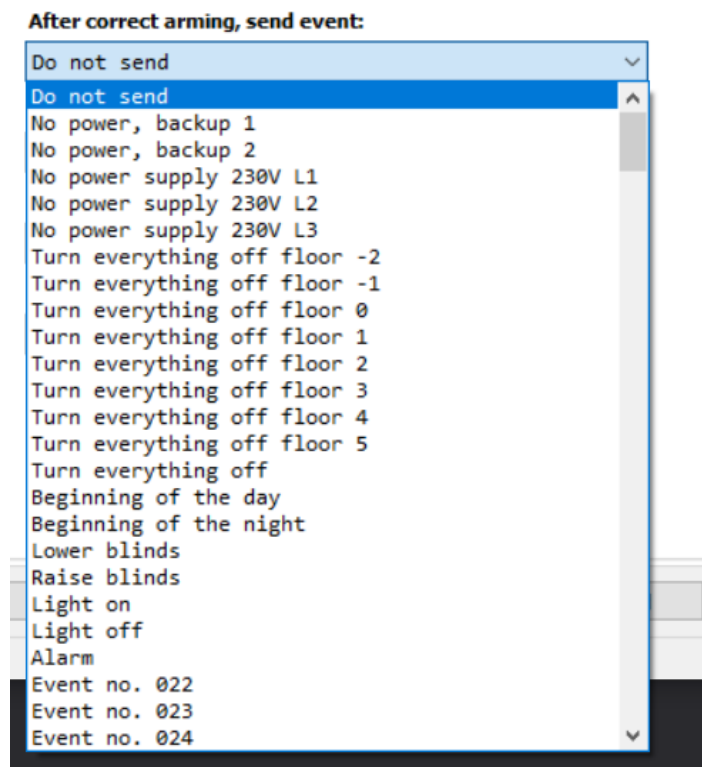 After correct arming, send event:
Do not send
Do not send
No power, backup 1
No power, backup 2
No power supply 230V L1
No power supply 230V L2
No power supply 230V L3
Turn everything off floor -2
Turn everything off floor -1
Turn everything off floor 0
Turn everything off floor 1
Turn everything off floor 2
Turn everything off floor 3
Turn everything off floor 4
Turn everything off floor 5
Turn everything off
Beginning of the day
Beginning of the night
Lower blinds
Raise blinds
Light on
Light off
Alarm
Event no. 022
Event no. 023
Event no. 024